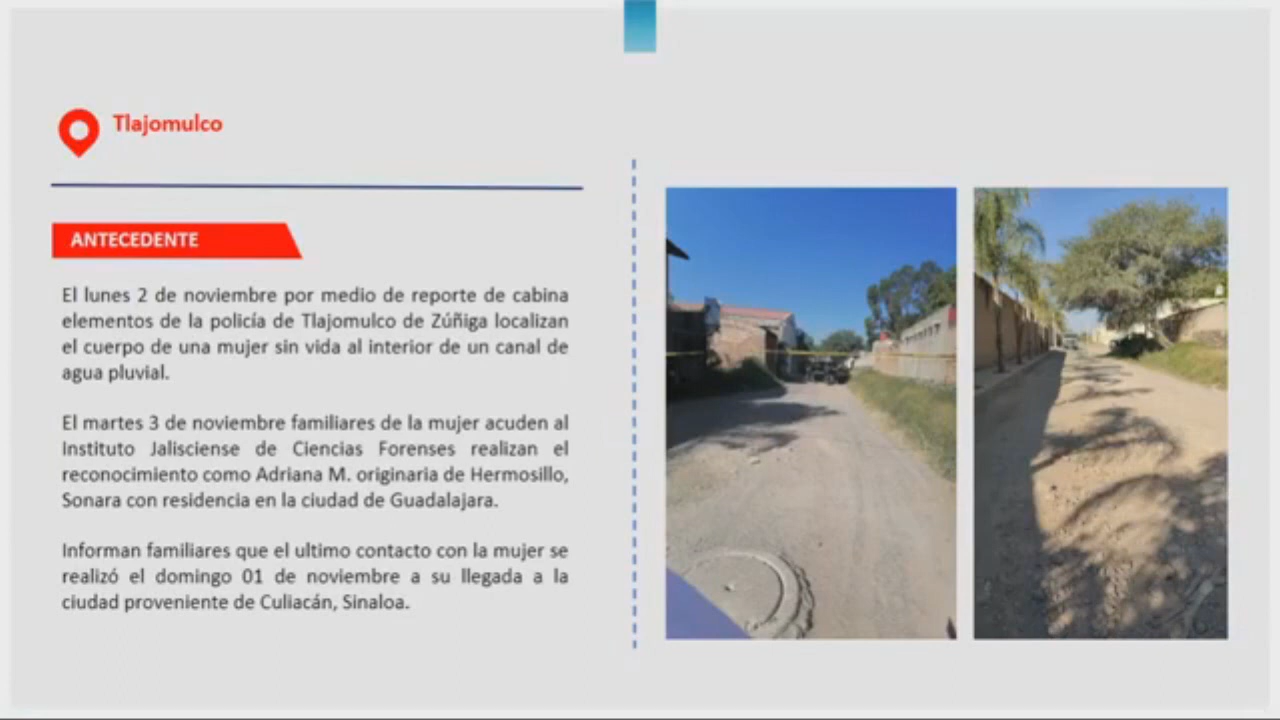 Tlajomulco
ANTECEDENTE
El lunes 2 de noviembre por medio de reporte de cabina
elementos de la policía de Tlajomulco de Zúñiga localizan
el cuerpo de una mujer sin vida al interior de un canal de
agua pluvial.
El martes 3 de noviembre familiares de la mujer acuden al
Instituto Jalisciense de Ciencias Forenses realizan el
reconocimiento como Adriana M. originaria de Hermosillo,
Sonara con residencia en la ciudad de Guadalajara.
Informan familiares que el ultimo contacto con la mujer se
realizó el domingo 01 de noviembre a su llegada a la
ciudad proveniente de Culiacán, Sinaloa.